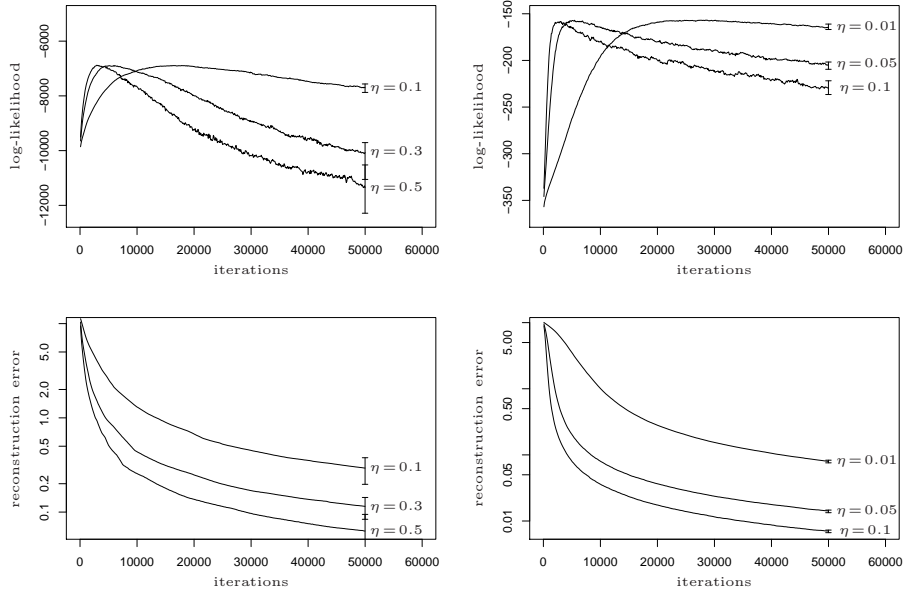 log-likelihood
−6000
−8000
−10000
−12000
η = 0.1
η = 0.3
η = 0.5
0 10000 20000 30000 40000 50000 60000
iterations
log-likelihood
−150
−200
−250
−300
−350
η = 0.01
η = 0.05
η = 0.1
0 10000 20000 30000 40000 50000 60000
iterations
reconstruction error
5.0
2.0
1.0
0.5
0.2
0.1
η = 0.1
η = 0.3
η = 0.5
0 10000 20000 30000 40000 50000 60000
iterations
reconstruction error
5.00
0.50
0.05
0.01
η = 0.01
η = 0.05
η = 0.1
0 10000 20000 30000 40000 50000 60000
iterations